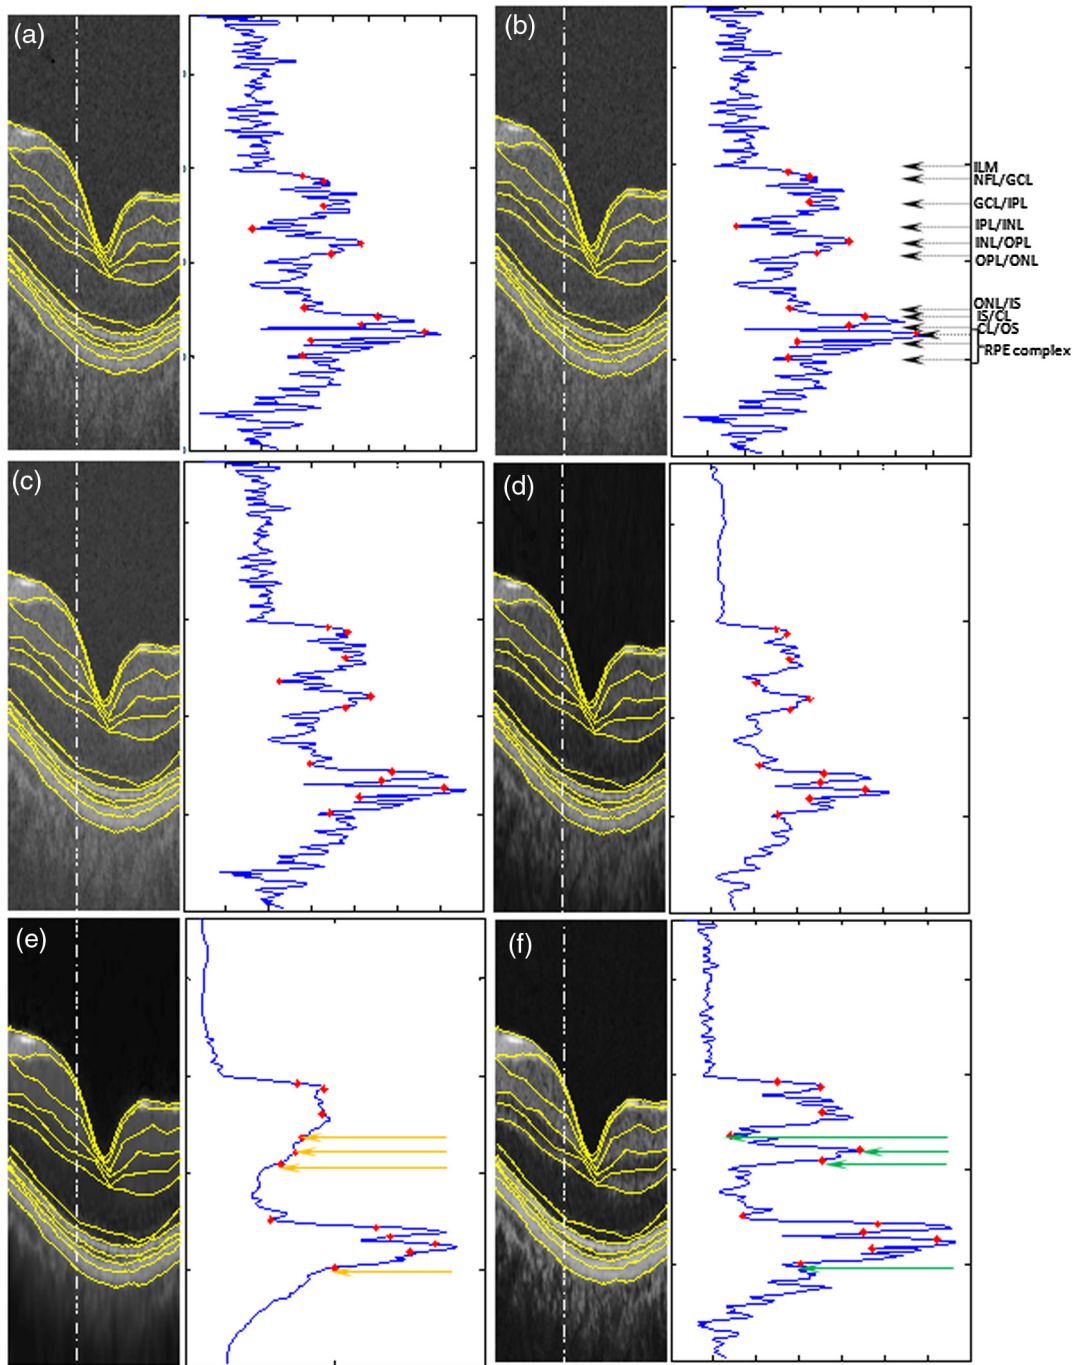 (a)
(b)
ILM
NFL/GCL
GCL/IPL
IPL/INL
INL/OPL
OPL/ONL
ONL/IS
IS/CL
CL/OS
RPE complex
(c)
(d)
(e)
(f)